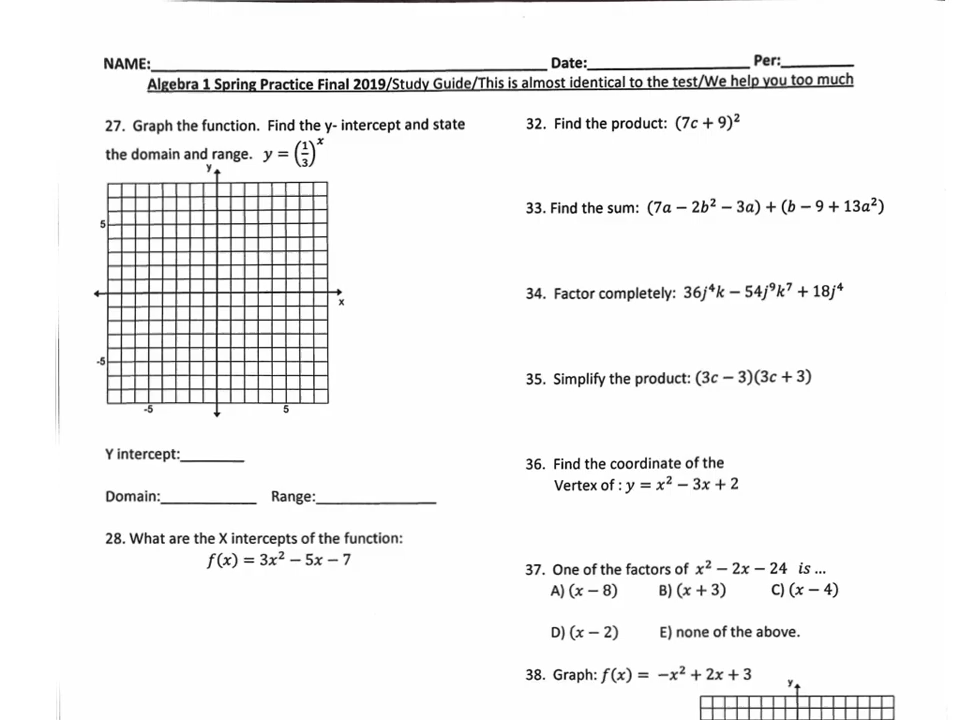 NAME:____________ Date:____________ Per:________
Algebra 1 Spring Practice Final 2019/Study Guide/This is almost identical to the test/We help you too much
27. Graph the function. Find the y- intercept and state
the domain and range. y = (1/3)^x
y
5
x
-5
-5 5
Y intercept:________
Domain:____________ Range:______________
28. What are the X intercepts of the function:
f(x) = 3x² − 5x − 7
32. Find the product: (7c + 9)²
33. Find the sum: (7a − 2b² − 3a) + (b − 9 + 13a²)
34. Factor completely: 36j⁴k − 54j⁹k⁷ + 18j⁴
35. Simplify the product: (3c − 3)(3c + 3)
36. Find the coordinate of the
Vertex of : y = x² − 3x + 2
37. One of the factors of x² − 2x − 24 is ...
A) (x − 8) B) (x + 3) C) (x − 4)
D) (x − 2) E) none of the above.
38. Graph: f(x) = −x² + 2x + 3
y